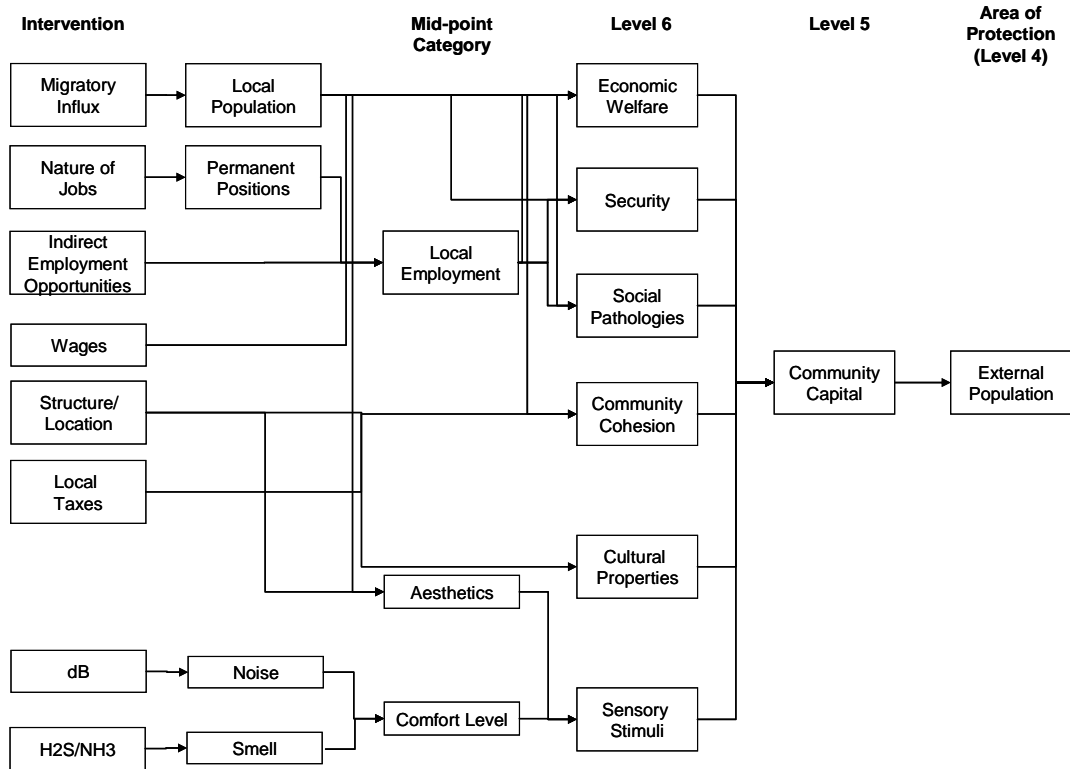 Intervention
Mid-point
Category
Level 6
Level 5
Area of
Protection
(Level 4)
Migratory
Influx
Local
Population
Economic
Welfare
Nature of
Jobs
Permanent
Positions
Security
Indirect
Employment
Opportunities
Local
Employment
Social
Pathologies
Wages
Community
Capital
External
Population
Structure/
Location
Community
Cohesion
Local
Taxes
Cultural
Properties
Aesthetics
dB
Noise
Comfort Level
Sensory
Stimuli
H2S/NH3
Smell